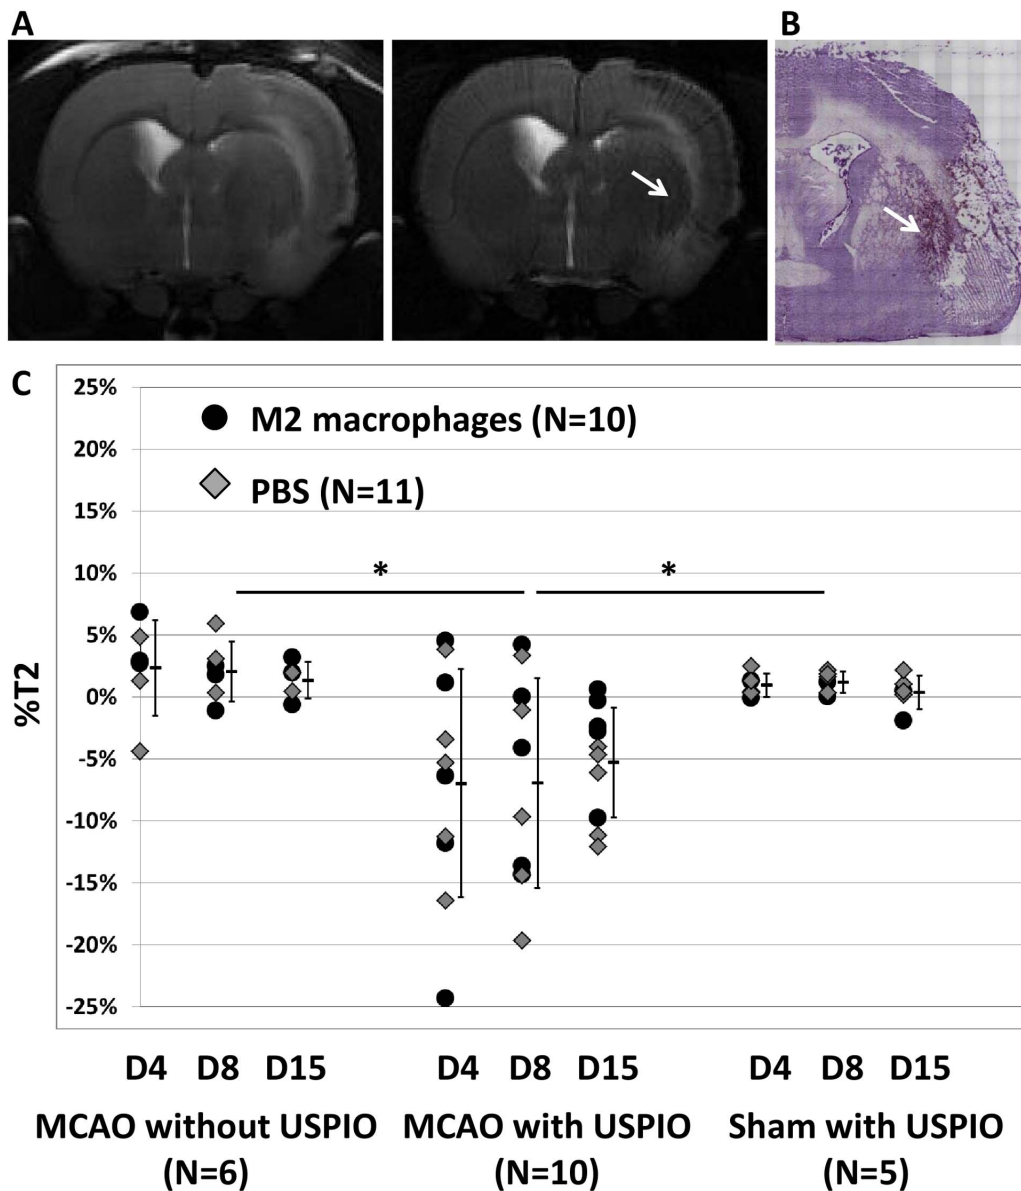 A
B
C
25%
20%
15%
10%
5%
0%
-5%
-10%
-15%
-20%
-25%
%T2
M2 macrophages (N=10)
PBS (N=11)
*
*
D4 D8 D15
D4 D8 D15
D4 D8 D15
MCAO without USPIO
(N=6)
MCAO with USPIO
(N=10)
Sham with USPIO
(N=5)